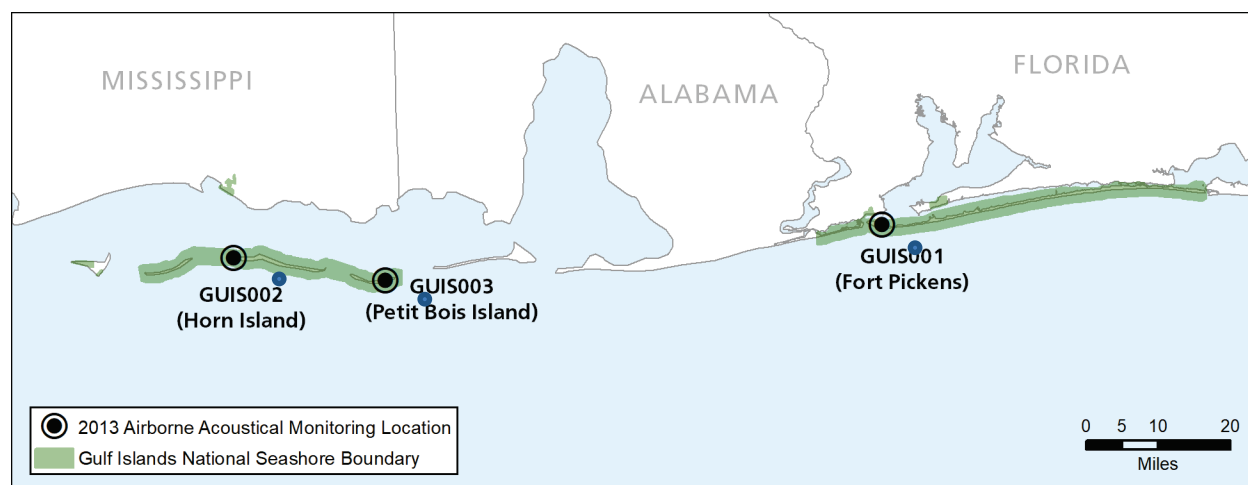 MISSISSIPPI
ALABAMA
FLORIDA
GUIS001
(Fort Pickens)
GUIS002
(Horn Island)
GUIS003
(Petit Bois Island)
2013 Airborne Acoustical Monitoring Location
Gulf Islands National Seashore Boundary
0 5 10 20
Miles